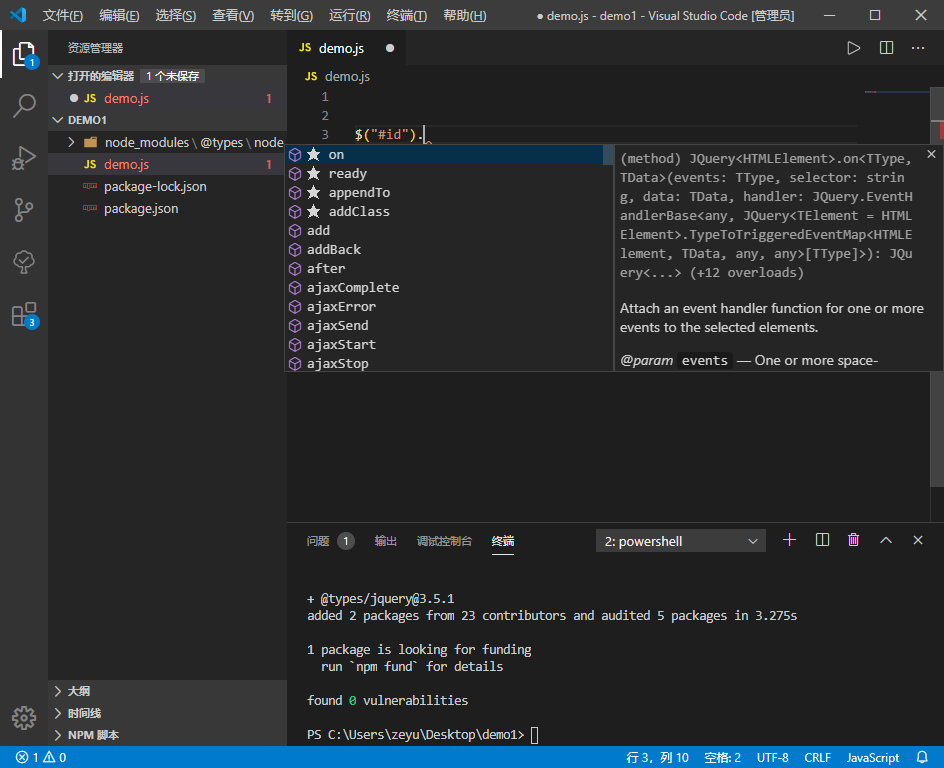 文件(F) 编辑(E) 选择(S) 查看(V) 转到(G) 运行(R) 终端(T) 帮助(H) ● demo.js - demo1 - Visual Studio Code [管理员]
资源管理器
打开的编辑器 1 个未保存
● JS demo.js 1
DEMO1
node_modules \ @types \ node
JS demo.js 1
package-lock.json
package.json
大纲
时间线
NPM 脚本
1
3
JS demo.js ●
JS demo.js
1
2
3 $("#id").
★ on
★ ready
★ appendTo
★ addClass
add
addBack
after
ajaxComplete
ajaxError
ajaxSend
ajaxStart
ajaxStop
(method) JQuery<HTMLElement>.on<TType,
TData>(events: TType, selector: strin
g, data: TData, handler: JQuery.EventH
andlerBase<any, JQuery<TElement = HTML
Element>.TypeToTriggeredEventMap<HTMLE
lement, TData, any, any>[TType]>): JQu
ery<...> (+12 overloads)
Attach an event handler function for one or more
events to the selected elements.
@param events — One or more space-
问题 1 输出 调试控制台 终端 2: powershell
+ @types/jquery@3.5.1
added 2 packages from 23 contributors and audited 5 packages in 3.275s
1 package is looking for funding
run `npm fund` for details
found 0 vulnerabilities
PS C:\Users\zeyu\Desktop\demo1>
1 0 行 3，列 10 空格: 2 UTF-8 CRLF JavaScript